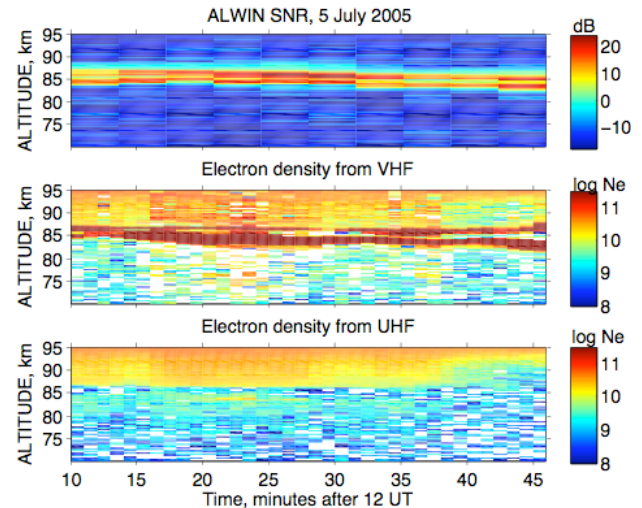 ALWIN SNR, 5 July 2005
dB
ALTITUDE, km
95
90
85
80
75
20
10
0
−10
Electron density from VHF
log Ne
ALTITUDE, km
95
90
85
80
75
11
10
9
8
Electron density from UHF
log Ne
ALTITUDE, km
95
90
85
80
75
11
10
9
8
10 15 20 25 30 35 40 45
Time, minutes after 12 UT